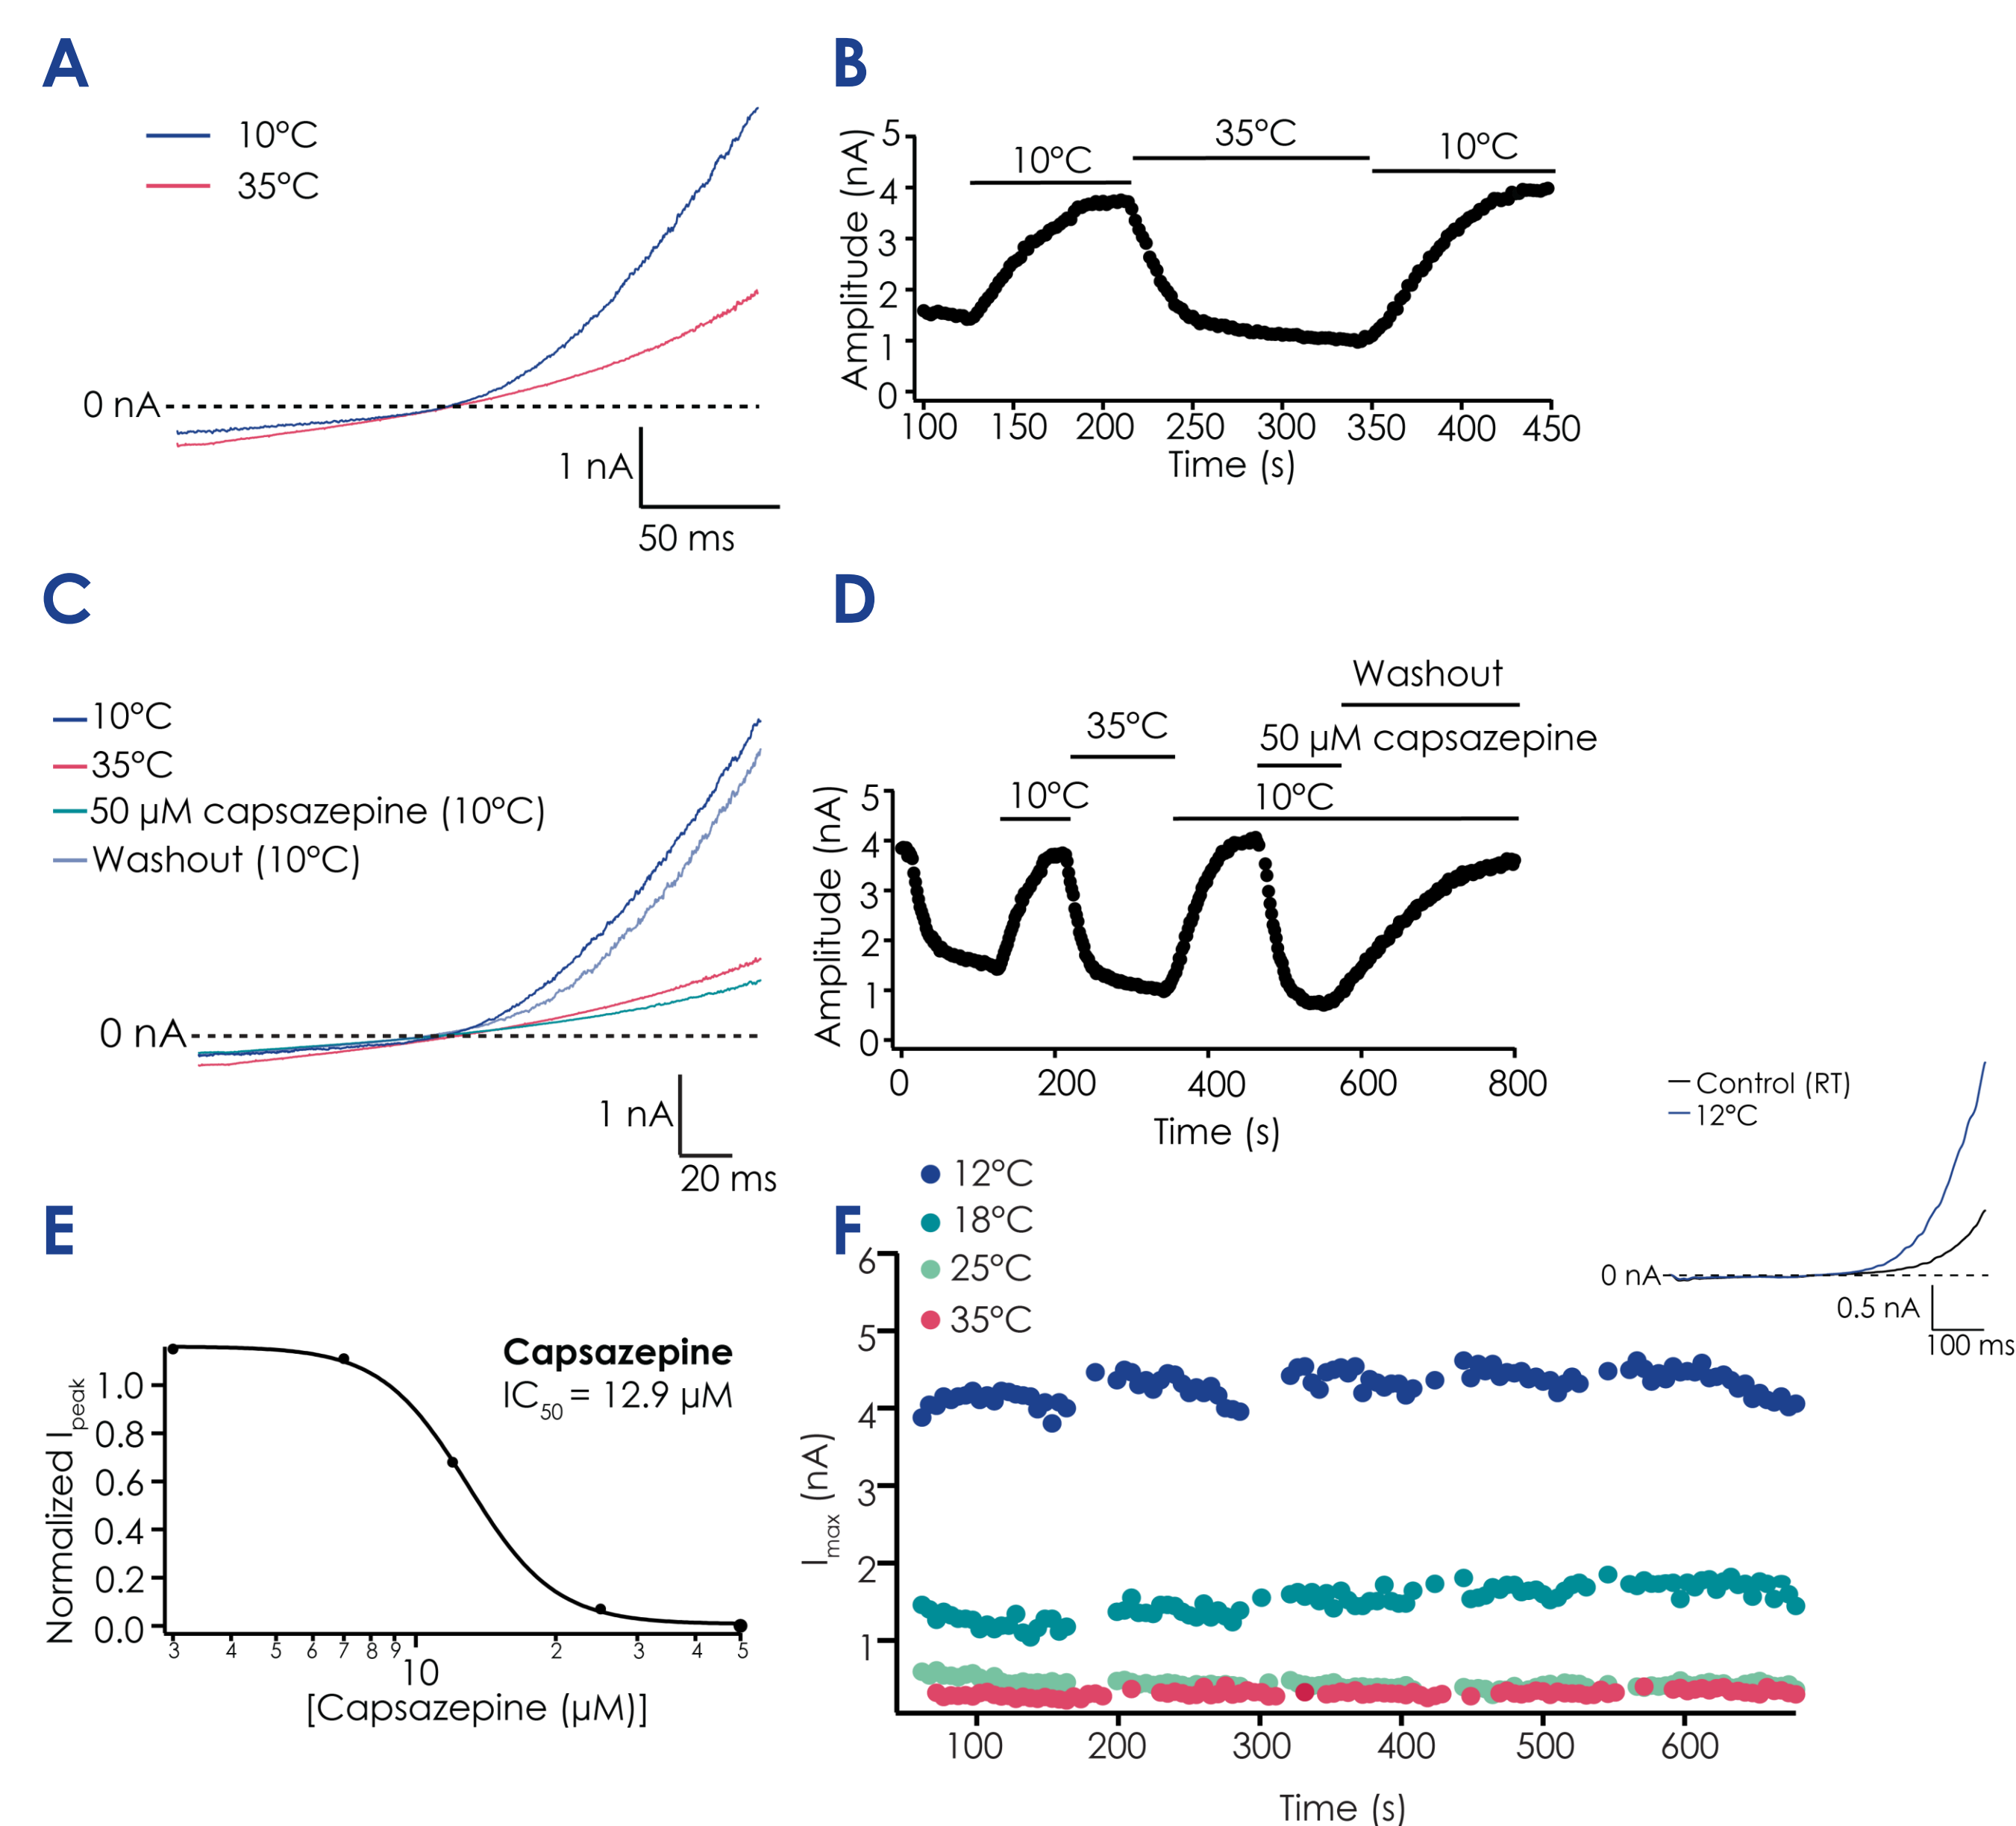 A
10°C
35°C
0 nA
1 nA
50 ms
B
10°C
35°C
10°C
Amplitude (nA)
5
4
3
2
1
0
100 150 200 250 300 350 400 450
Time (s)
C
10°C
35°C
50 µM capsazepine (10°C)
Washout (10°C)
0 nA
1 nA
20 ms
D
Washout
35°C
50 µM capsazepine
10°C
10°C
Amplitude (nA)
5
4
3
2
1
0
0 200 400 600 800
Time (s)
E
Capsazepine
IC50 = 12.9 µM
Normalized Ipeak
1.0
0.8
0.6
0.4
0.2
0.0
3 4 5 6 7 8 9 2 3 4 5
10
[Capsazepine (µM)]
F
12°C
18°C
25°C
35°C
Imax (nA)
6
5
4
3
2
1
100 200 300 400 500 600
Time (s)
Control (RT)
12°C
0 nA
0.5 nA
100 ms